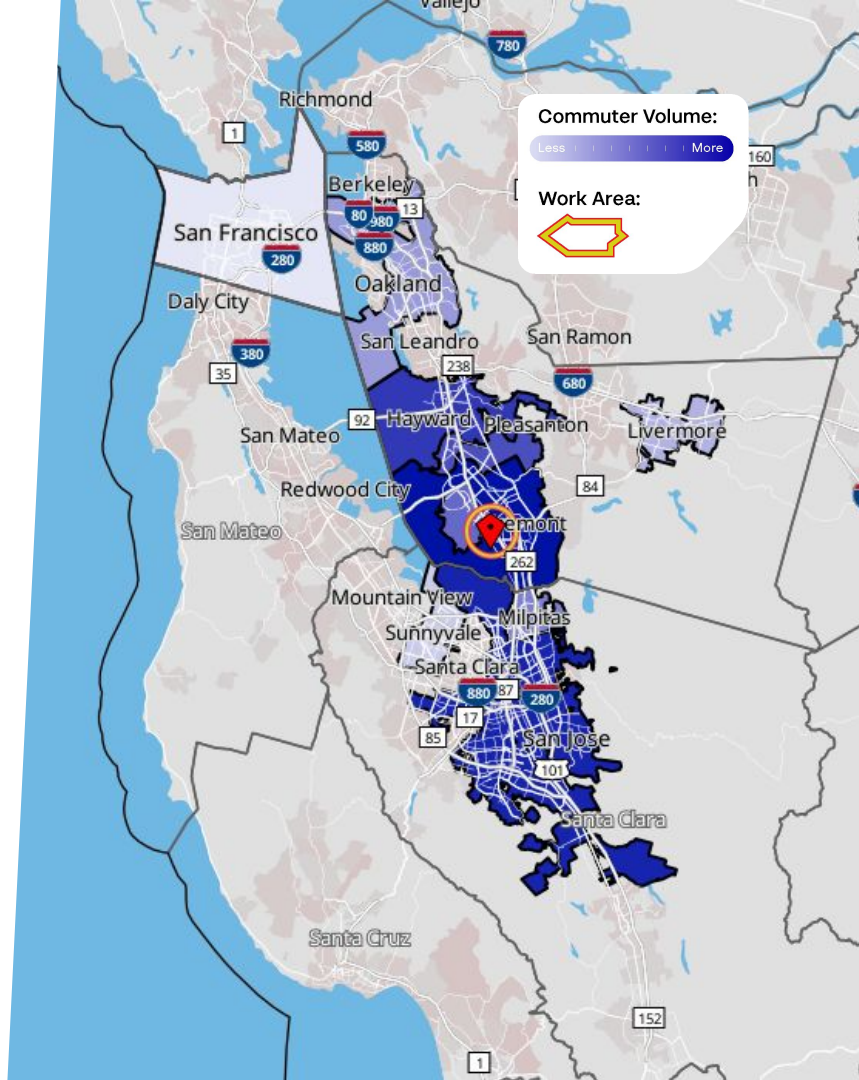 Vallejo
780
Richmond
Commuter Volume:
Less
More
1
580
160
Berkeley
Work Area:
80
980
13
San Francisco
880
280
Oakland
Daly City
San Leandro
San Ramon
380
238
35
680
92
Hayward
Pleasanton
Livermore
San Mateo
Redwood City
84
San Mateo
emont
262
Mountain View
Milpitas
Sunnyvale
Santa Clara
880
87
280
17
85
San Jose
101
Santa Clara
Santa Cruz
152
1